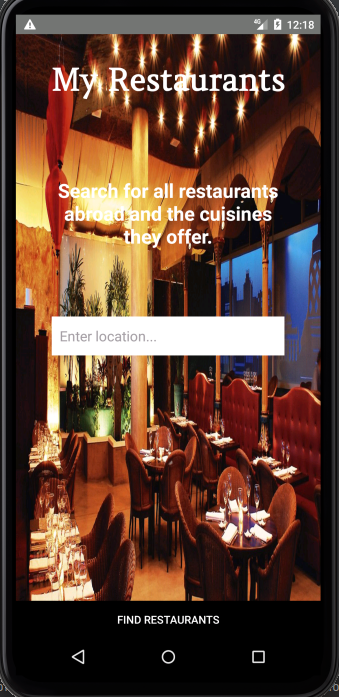 4G 12:18
My Restaurants
Search for all restaurants
abroad and the cuisines
they offer.
Enter location...
FIND RESTAURANTS